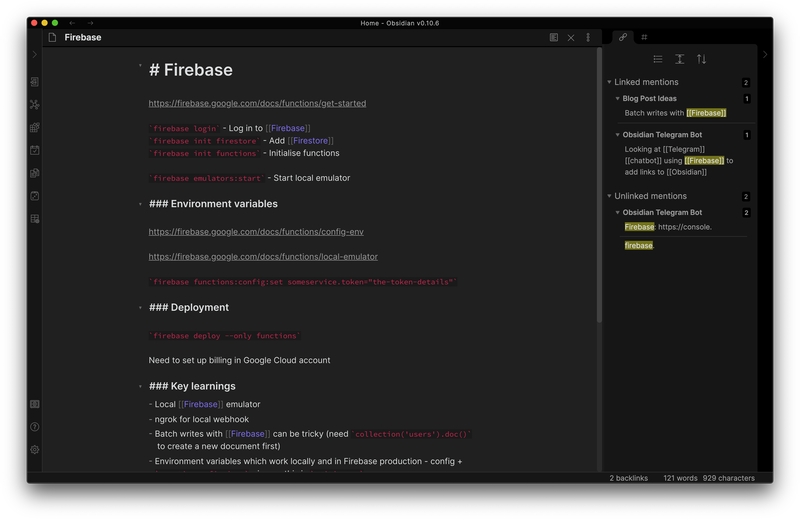 Home - Obsidian v0.10.6
Firebase
# Firebase
https://firebase.google.com/docs/functions/get-started
`firebase login` - Log in to [[Firebase]]
`firebase init firestore` - Add [[Firestore]]
`firebase init functions` - Initialise functions
`firebase emulators:start` - Start local emulator
### Environment variables
https://firebase.google.com/docs/functions/config-env
https://firebase.google.com/docs/functions/local-emulator
`firebase functions:config:set someservice.token="the-token-details"`
### Deployment
`firebase deploy --only functions`
Need to set up billing in Google Cloud account
### Key learnings
- Local [[Firebase]] emulator
- ngrok for local webhook
- Batch writes with [[Firebase]] can be tricky (need `collection('users').doc()`
to create a new document first)
- Environment variables which work locally and in Firebase production - config +
#
Linked mentions 2
Blog Post Ideas 1
Batch writes with [[Firebase]]
Obsidian Telegram Bot 1
Looking at [[Telegram]]
[[chatbot]] using [[Firebase]] to
add links to [[Obsidian]]
Unlinked mentions 2
Obsidian Telegram Bot 2
Firebase: https://console.
firebase.
2 backlinks 121 words 929 characters